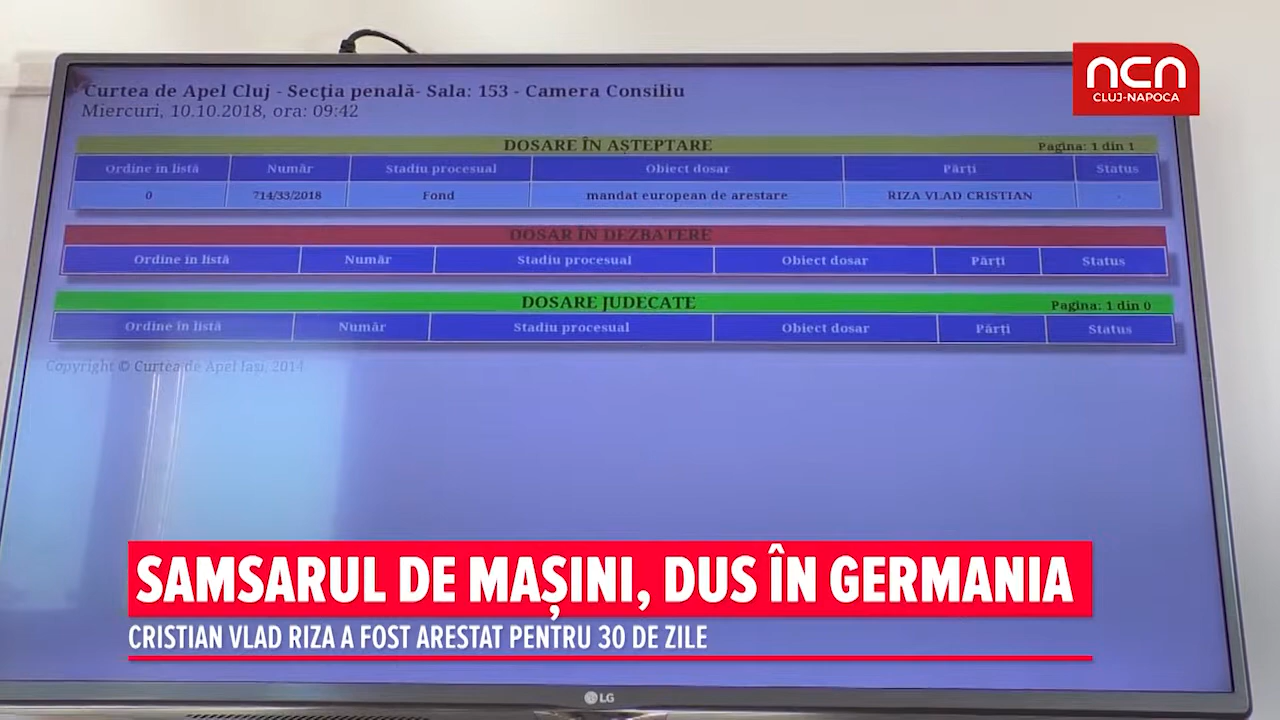 ncn
CLUJ-NAPOCA
Curtea de Apel Cluj - Secţia penală- Sala: 153 - Camera Consiliu
Miercuri, 10.10.2018, ora: 09:42
DOSARE ÎN AŞTEPTARE Pagina: 1 din 1
Ordine în listă Număr Stadiu procesual Obiect dosar Părţi Status
0 714/33/2018 Fond mandat european de arestare RIZA VLAD CRISTIAN -
DOSAR ÎN DEZBATERE
Ordine în listă Număr Stadiu procesual Obiect dosar Părţi Status
DOSARE JUDECATE Pagina: 1 din 0
Ordine în listă Număr Stadiu procesual Obiect dosar Părţi Status
Copyright © Curtea de Apel Iaşi, 2014
SAMSARUL DE MAȘINI, DUS ÎN GERMANIA
CRISTIAN VLAD RIZA A FOST ARESTAT PENTRU 30 DE ZILE
LG